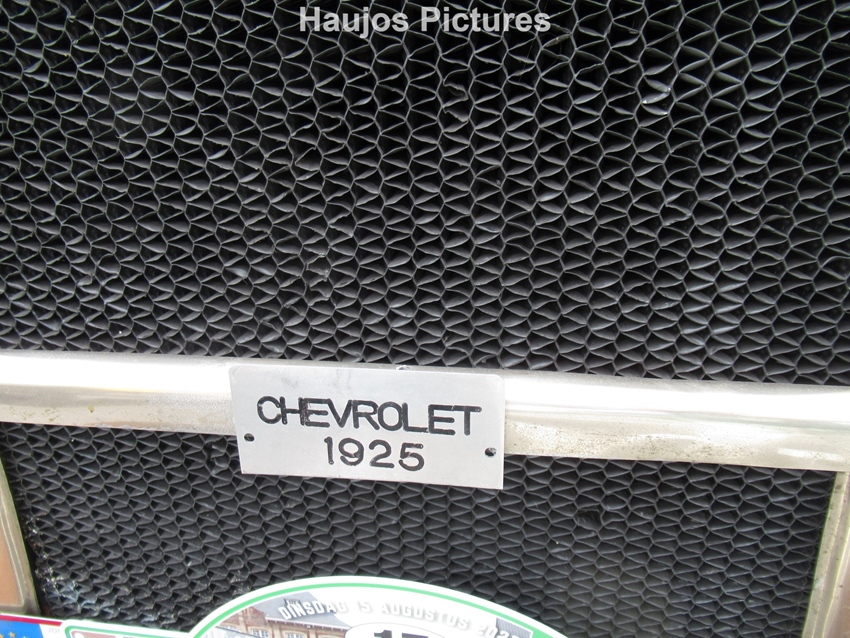 Haujos Pictures
CHEVROLET
1925
DINSDAG 15 AUGUSTUS